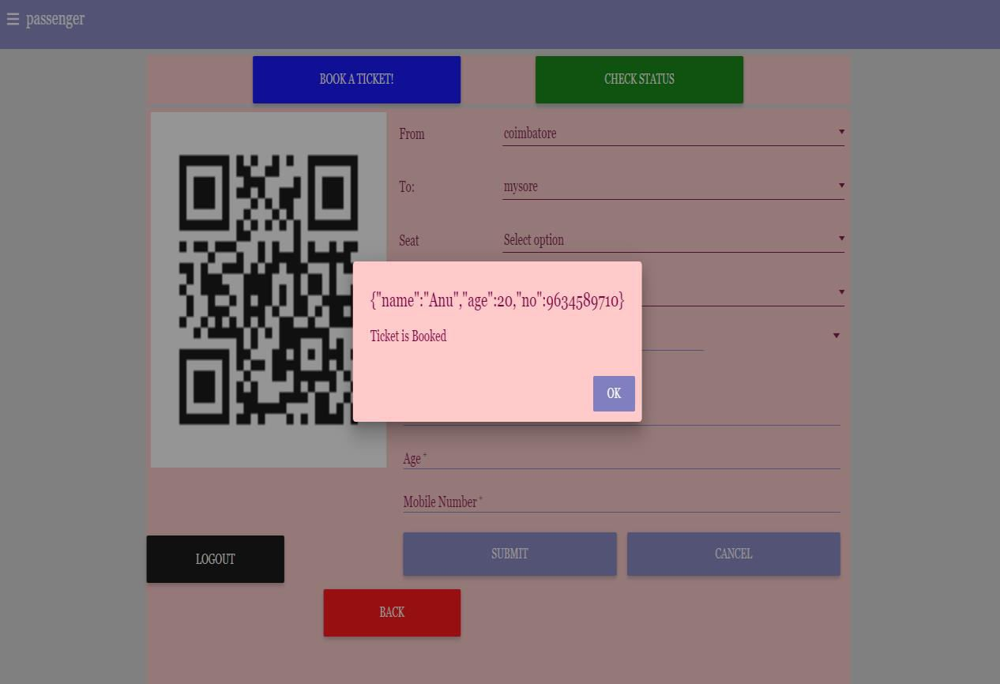 ☰ passenger
BOOK A TICKET!
CHECK STATUS
From
coimbatore
To:
mysore
Seat
Select option
{"name":"Anu","age":20,"no":9634589710}
Ticket is Booked
OK
Age *
Mobile Number *
SUBMIT
CANCEL
LOGOUT
BACK